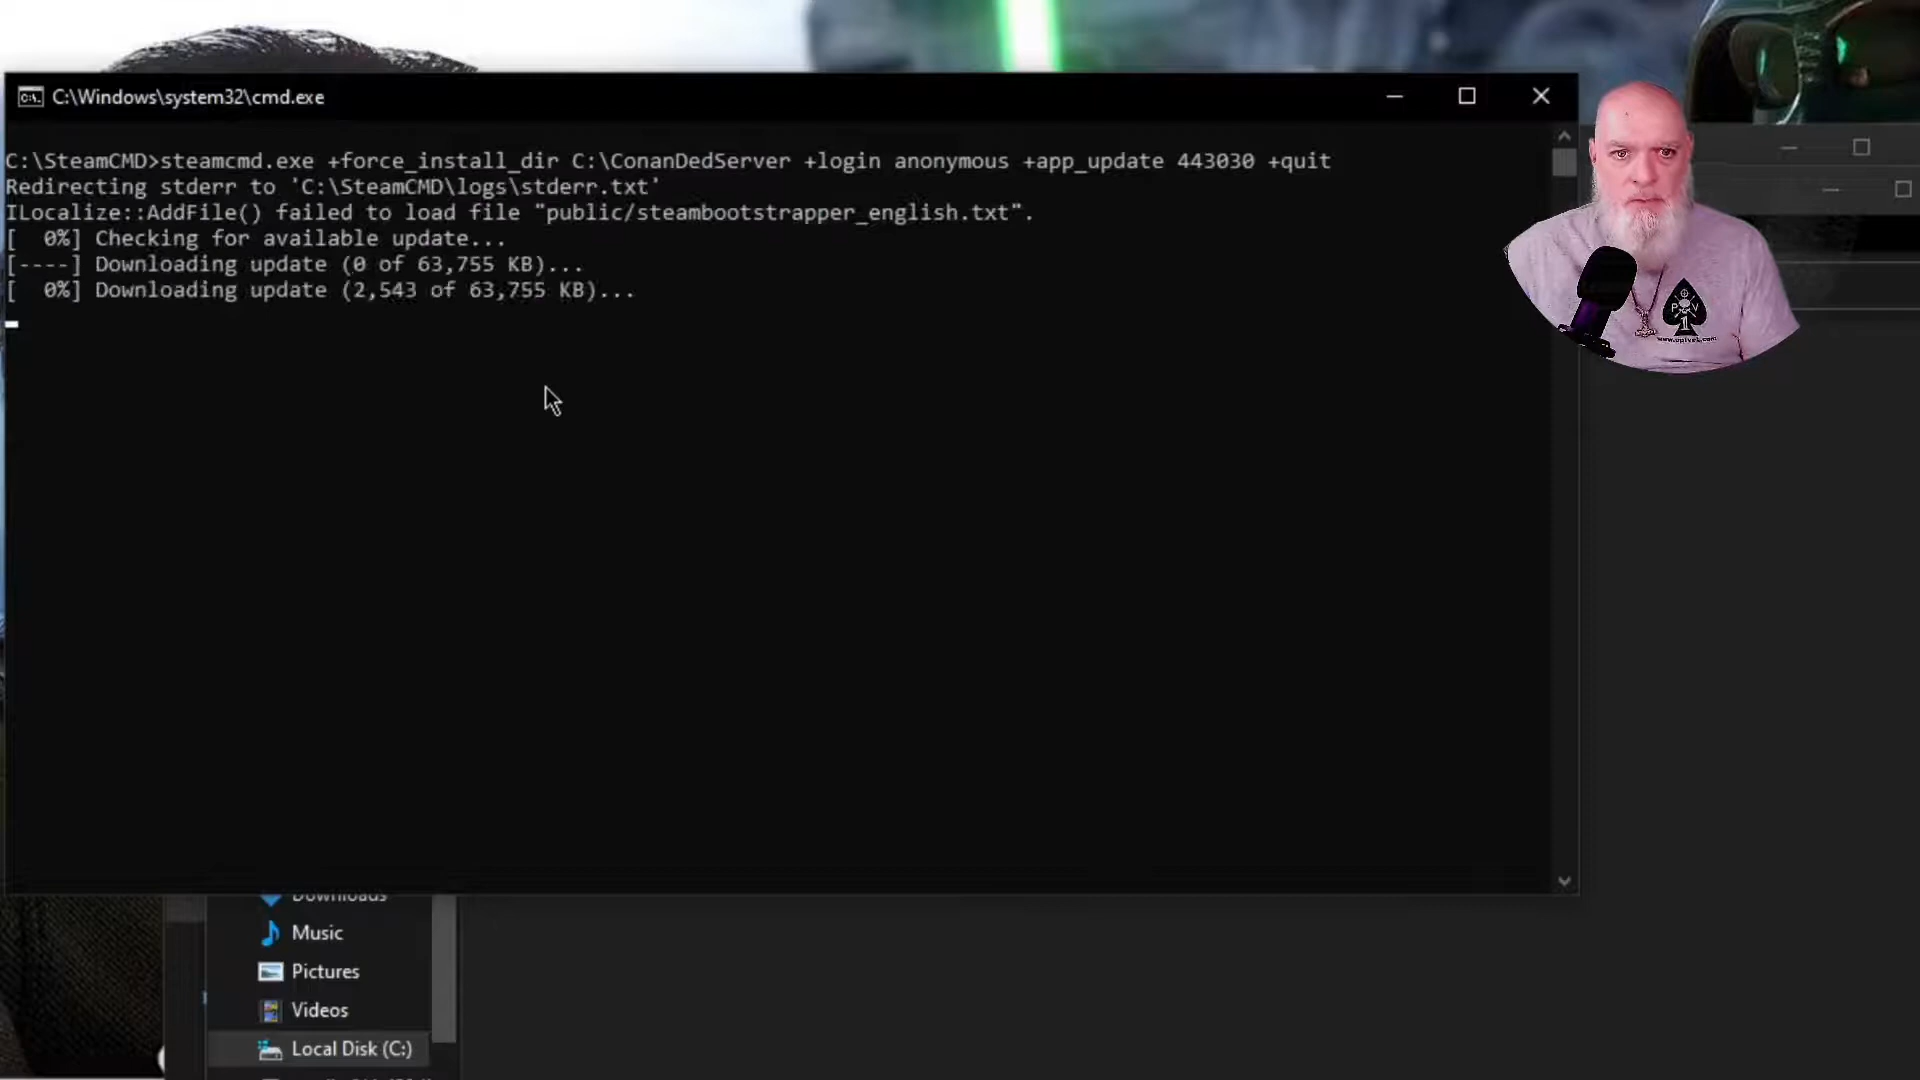 C:\Windows\system32\cmd.exe
C:\SteamCMD>steamcmd.exe +force_install_dir C:\ConanDedServer +login anonymous +app_update 443030 +quit
Redirecting stderr to 'C:\SteamCMD\logs\stderr.txt'
ILocalize::AddFile() failed to load file "public/steambootstrapper_english.txt".
[  0%] Checking for available update...
[----] Downloading update (0 of 63,755 KB)...
[  0%] Downloading update (2,543 of 63,755 KB)...
P V
1
Downloads
Music
Pictures
Videos
Local Disk (C:)